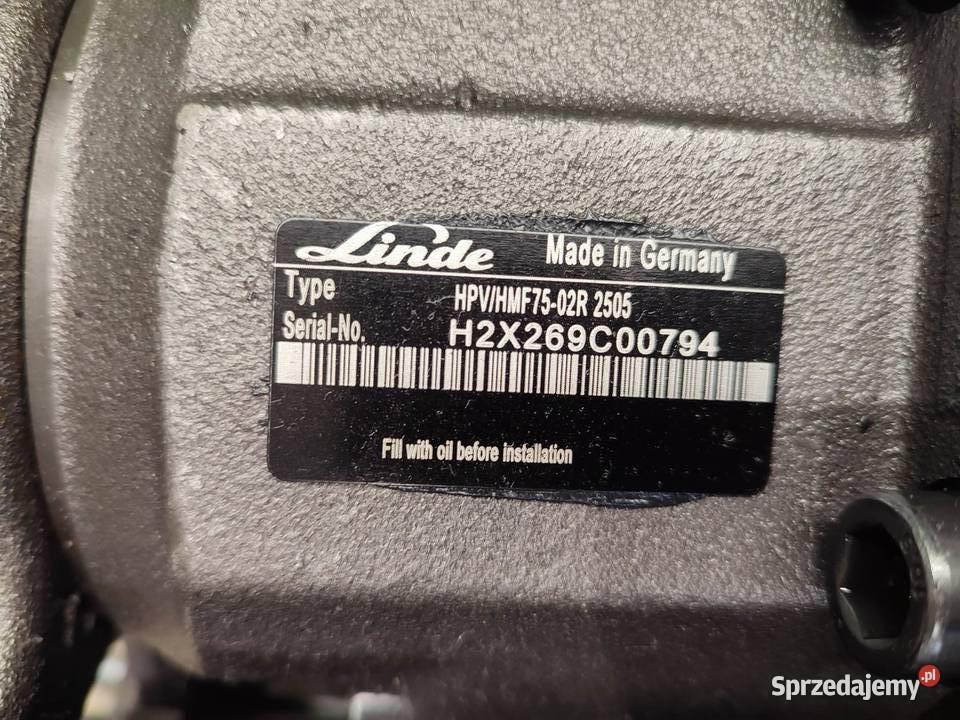 Linde Made in Germany
Type HPV/HMF75-02R 2505
Serial-No. H2X269C00794
Fill with oil before installation
Sprzedajemy.pl